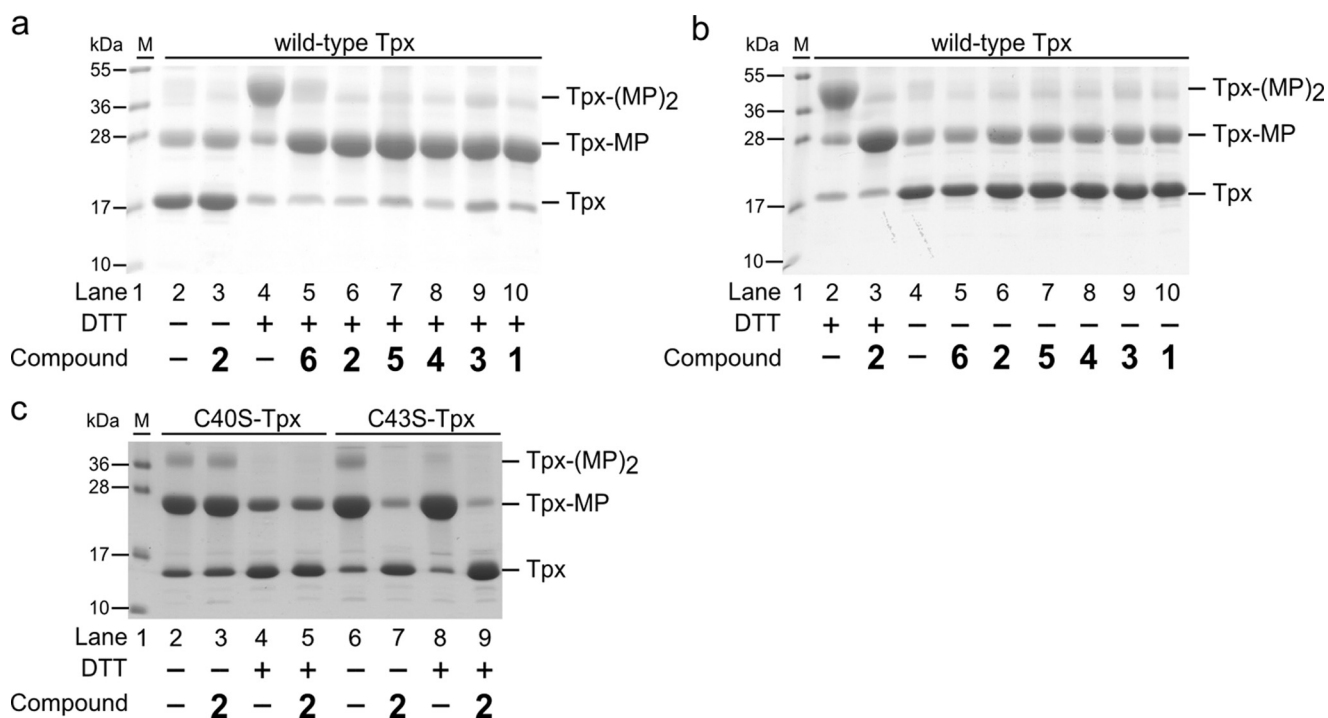 a
wild-type Tpx
kDa M
55
36
28
17
10
Tpx-(MP)2
Tpx-MP
Tpx
Lane 1 2 3 4 5 6 7 8 9 10
DTT − − + + + + + + +
Compound − 2 − 6 2 5 4 3 1
b
wild-type Tpx
kDa M
55
36
28
17
10
Tpx-(MP)2
Tpx-MP
Tpx
Lane 1 2 3 4 5 6 7 8 9 10
DTT + + − − − − − − −
Compound − 2 − 6 2 5 4 3 1
c
C40S-Tpx C43S-Tpx
kDa M
36
28
17
10
Tpx-(MP)2
Tpx-MP
Tpx
Lane 1 2 3 4 5 6 7 8 9
DTT − − + + − − + +
Compound − 2 − 2 − 2 − 2